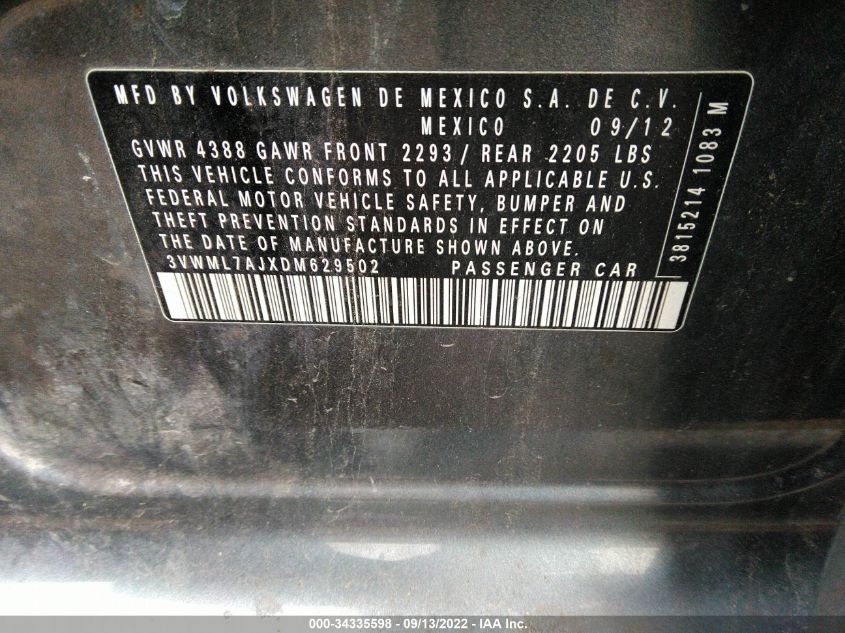 MFD BY VOLKSWAGEN DE MEXICO S.A. DE C.V.
MEXICO 09/12
GVWR 4388 GAWR FRONT 2293/ REAR 2205 LBS
THIS VEHICLE CONFORMS TO ALL APPLICABLE U.S.
FEDERAL MOTOR VEHICLE SAFETY, BUMPER AND
THEFT PREVENTION STANDARDS IN EFFECT ON
THE DATE OF MANUFACTURE SHOWN ABOVE.
3VWML7AJXDM629502 PASSENGER CAR
3815214 1083 M
000-34335598 - 09/13/2022 - IAA Inc.